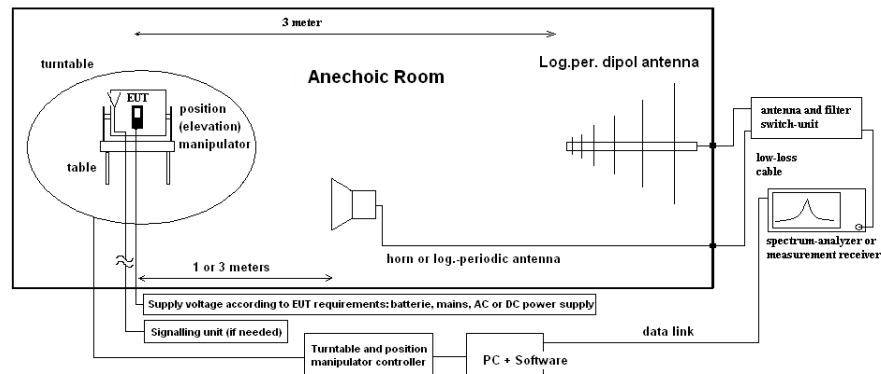 3 meter
turntable
Anechoic Room
Log.per. dipol antenna
EUT
position
(elevation)
manipulator
table
antenna and filter
switch-unit
low-loss
cable
spectrum-analyzer or
measurement receiver
horn or log.-periodic antenna
1 or 3 meters
Supply voltage according to EUT requirements: batterie, mains, AC or DC power supply
Signalling unit (if needed)
data link
Turntable and position
manipulator controller
PC + Software